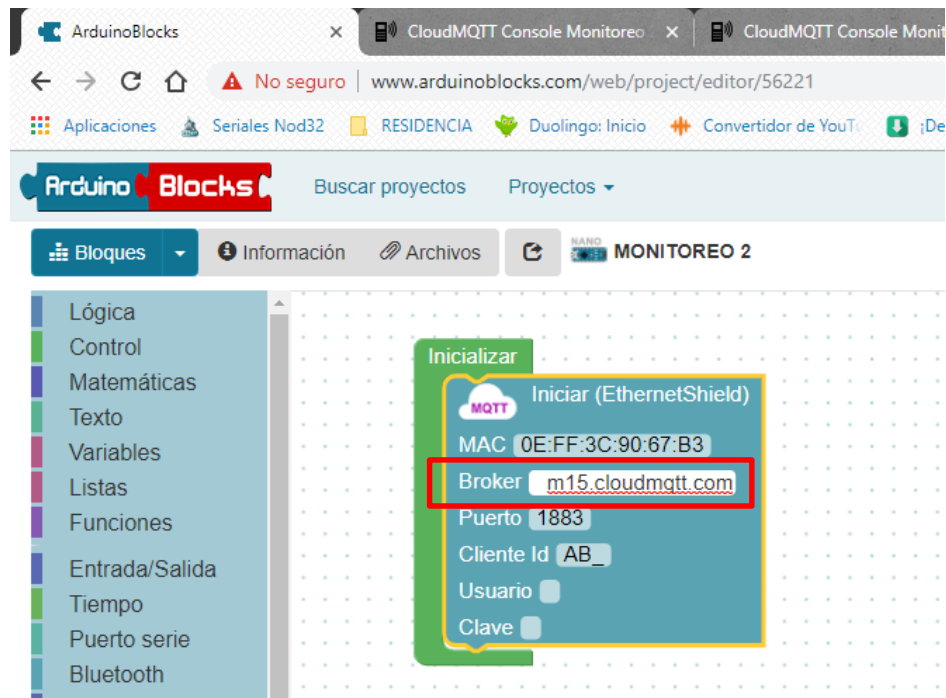 ArduinoBlocks
CloudMQTT Console Monitoreo
CloudMQTT Console Monit
No seguro | www.arduinoblocks.com/web/project/editor/56221
Aplicaciones Seriales Nod32 RESIDENCIA Duolingo: Inicio Convertidor de YouTu ¡De
Arduino Blocks Buscar proyectos Proyectos
Bloques Información Archivos NANO MONITOREO 2
Lógica
Control
Matemáticas
Texto
Variables
Listas
Funciones
Entrada/Salida
Tiempo
Puerto serie
Bluetooth
Inicializar
MQTT Iniciar (EthernetShield)
MAC 0E:FF:3C:90:67:B3
Broker m15.cloudmqtt.com
Puerto 1883
Cliente Id AB_
Usuario
Clave